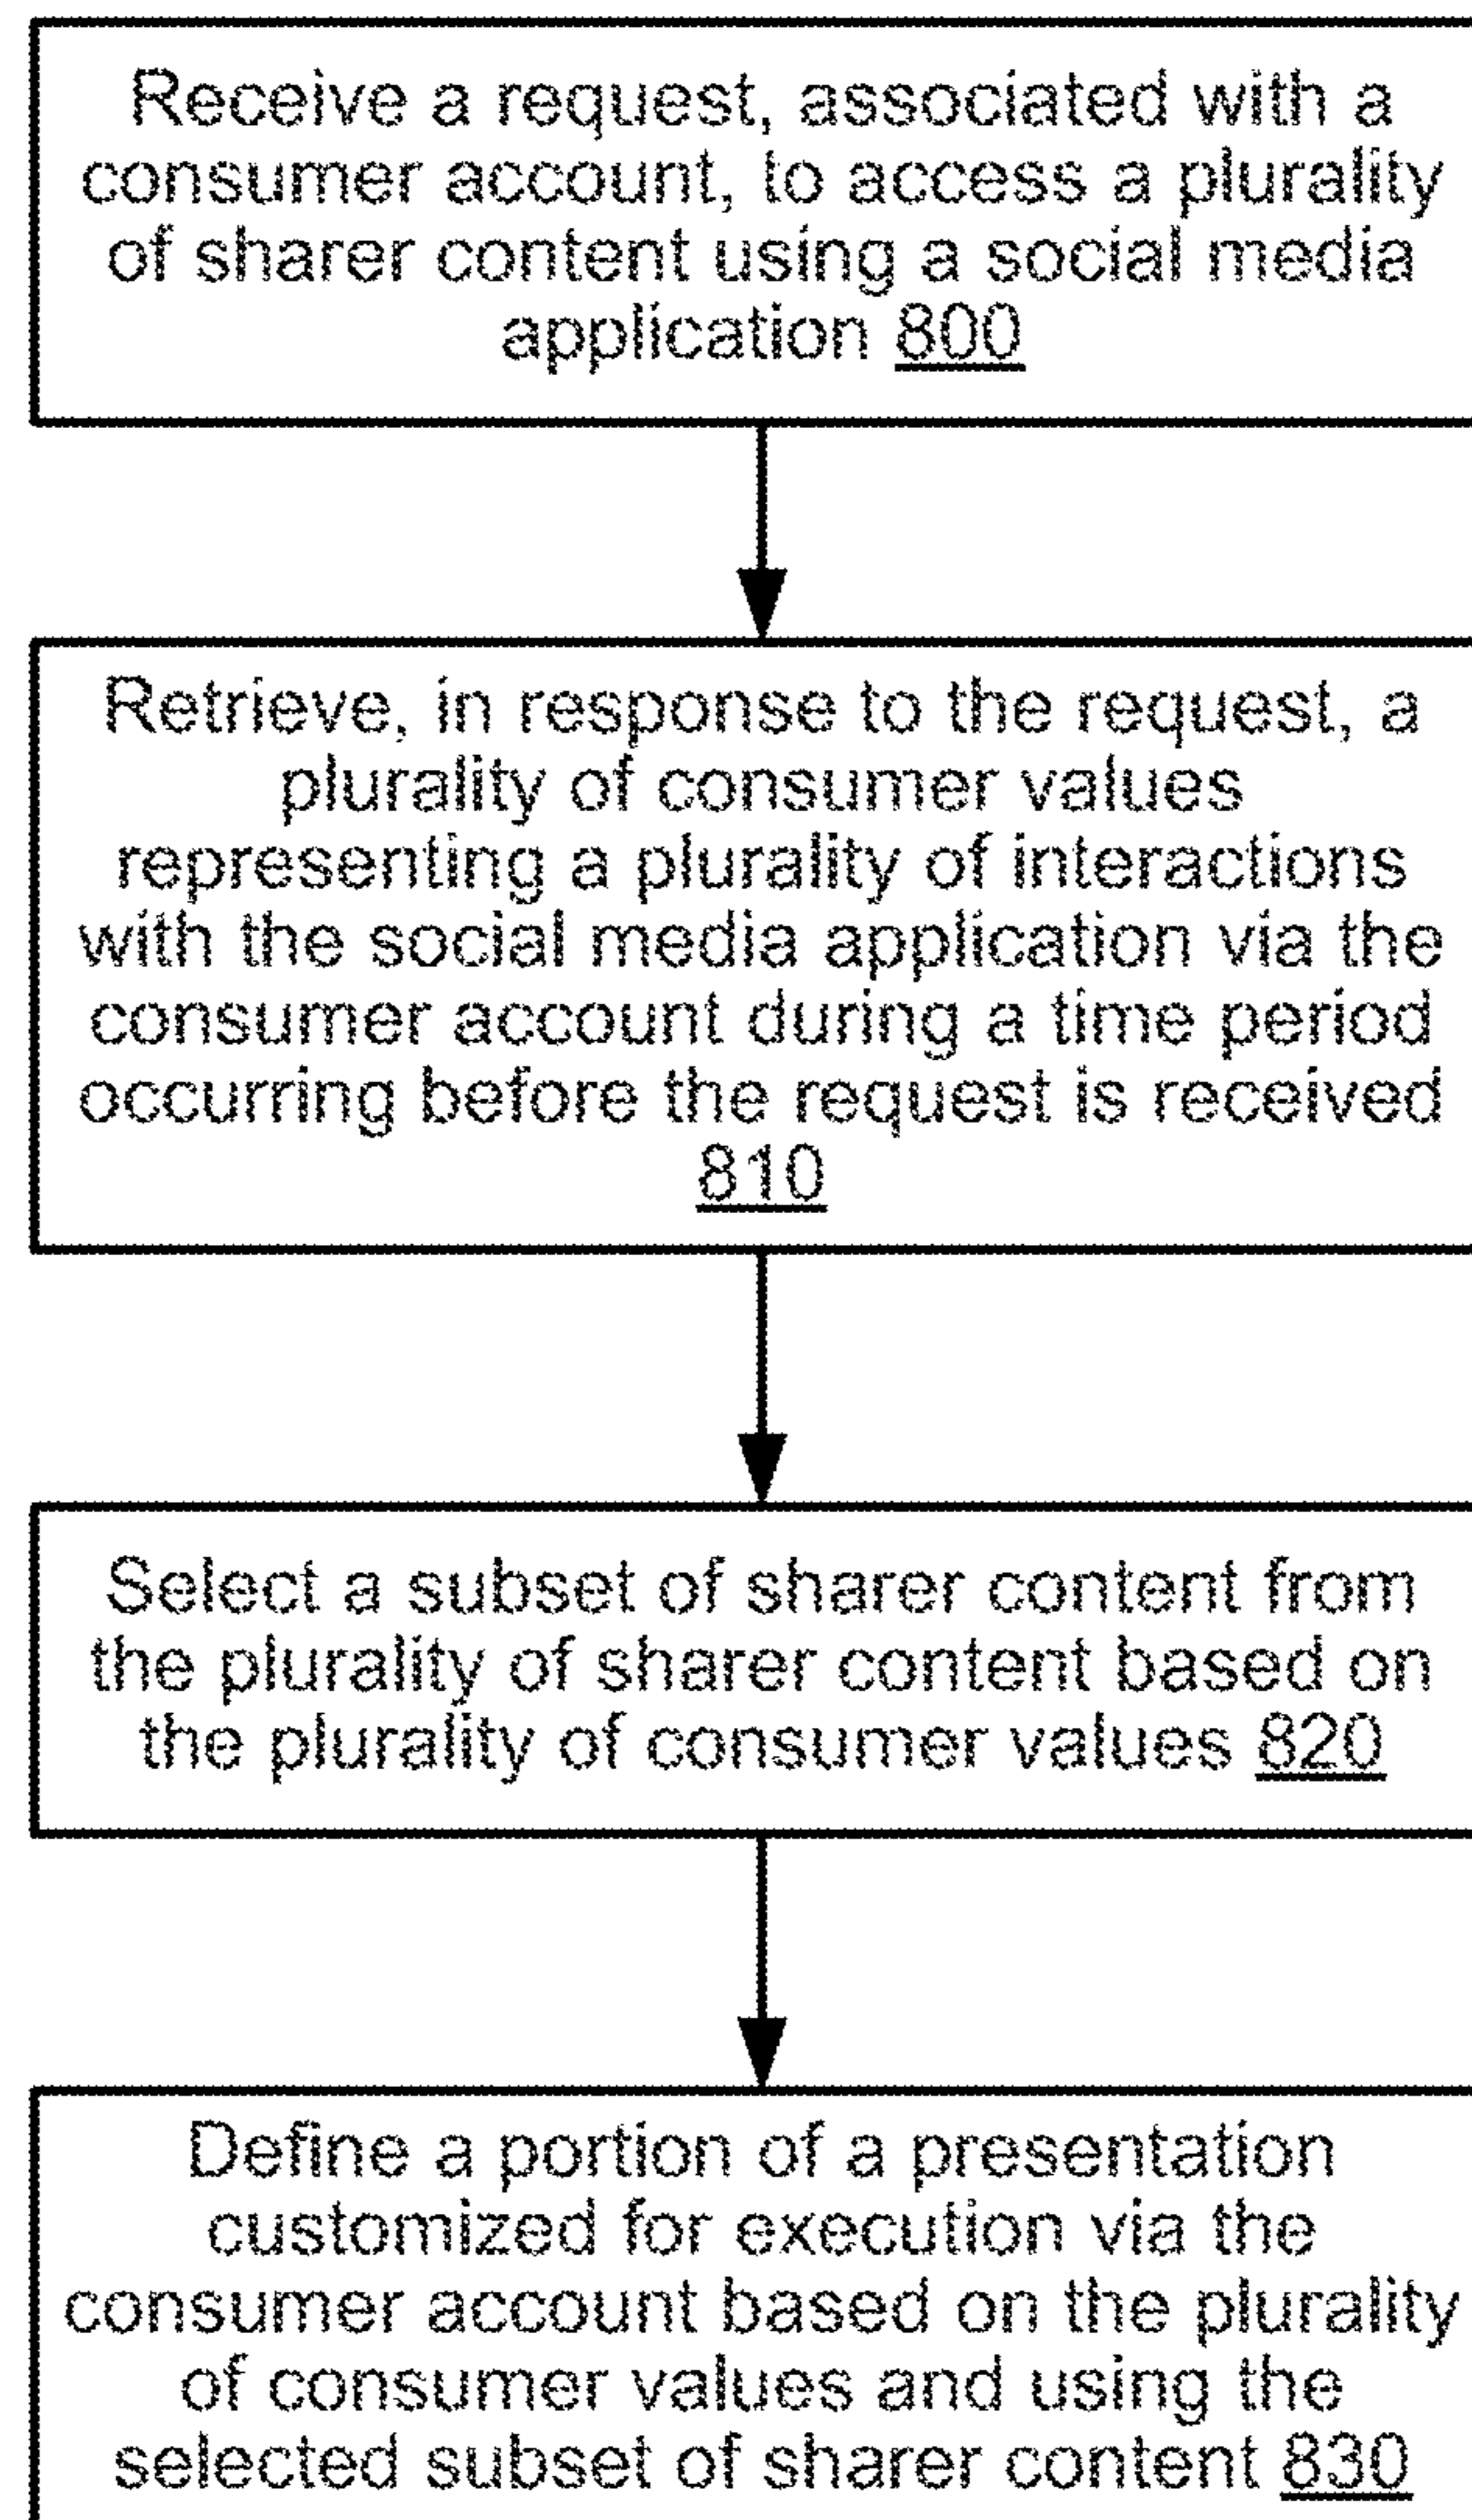 Receive a request, associated with a
consumer account, to access a plurality
of sharer content using a social media
application 800
Retrieve, in response to the request, a
plurality of consumer values
representing a plurality of interactions
with the social media application via the
consumer account during a time period
occurring before the request is received
810
Select a subset of sharer content from
the plurality of sharer content based on
the plurality of consumer values 820
Define a portion of a presentation
customized for execution via the
consumer account based on the plurality
of consumer values and using the
selected subset of sharer content 830